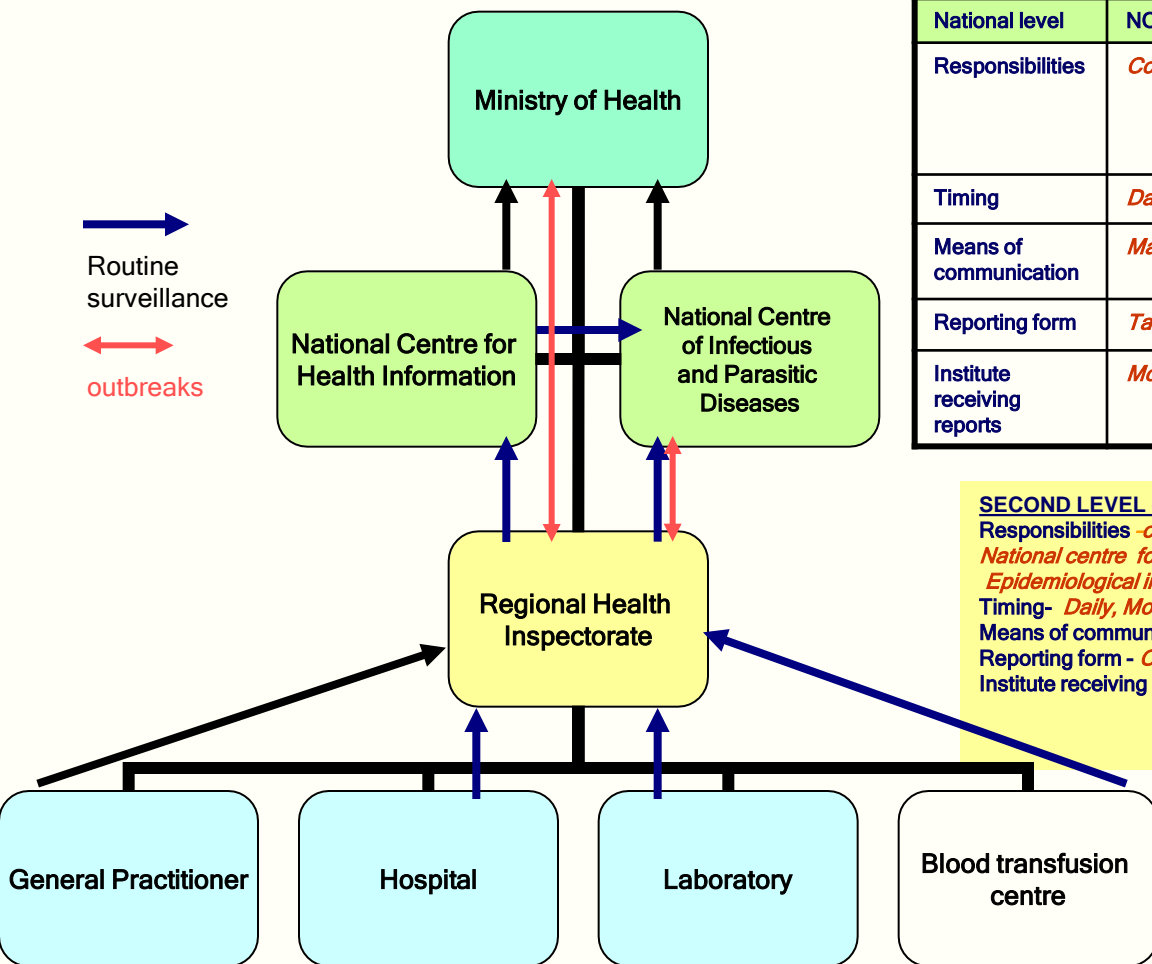 Ministry of Health
Routine
surveillance
outbreaks
National Centre for
Health Information
National Centre
of Infectious
and Parasitic
Diseases
Regional Health
Inspectorate
General Practitioner
Hospital
Laboratory
Blood transfusion
centre
National level
Responsibilities
Timing
Means of
communication
Reporting form
Institute
receiving
reports
SECOND LEVEL
Responsibilities -
National centre
Epidemiological
Timing- Daily,
Means of
Reporting form -
Institute receiving